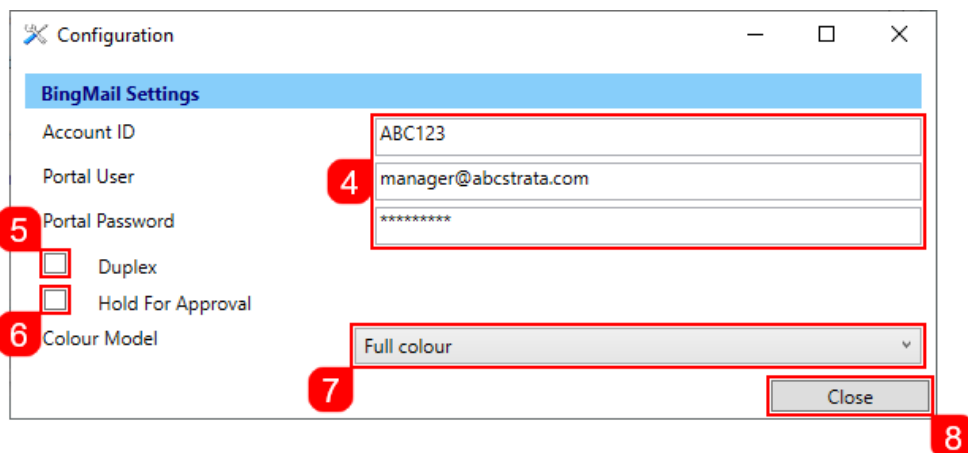 Configuration
BingMail Settings
Account ID
ABC123
4
Portal User
manager@abcstrata.com
Portal Password
*********
5
Duplex
Hold For Approval
6
Colour Model
Full colour
7
Close
8